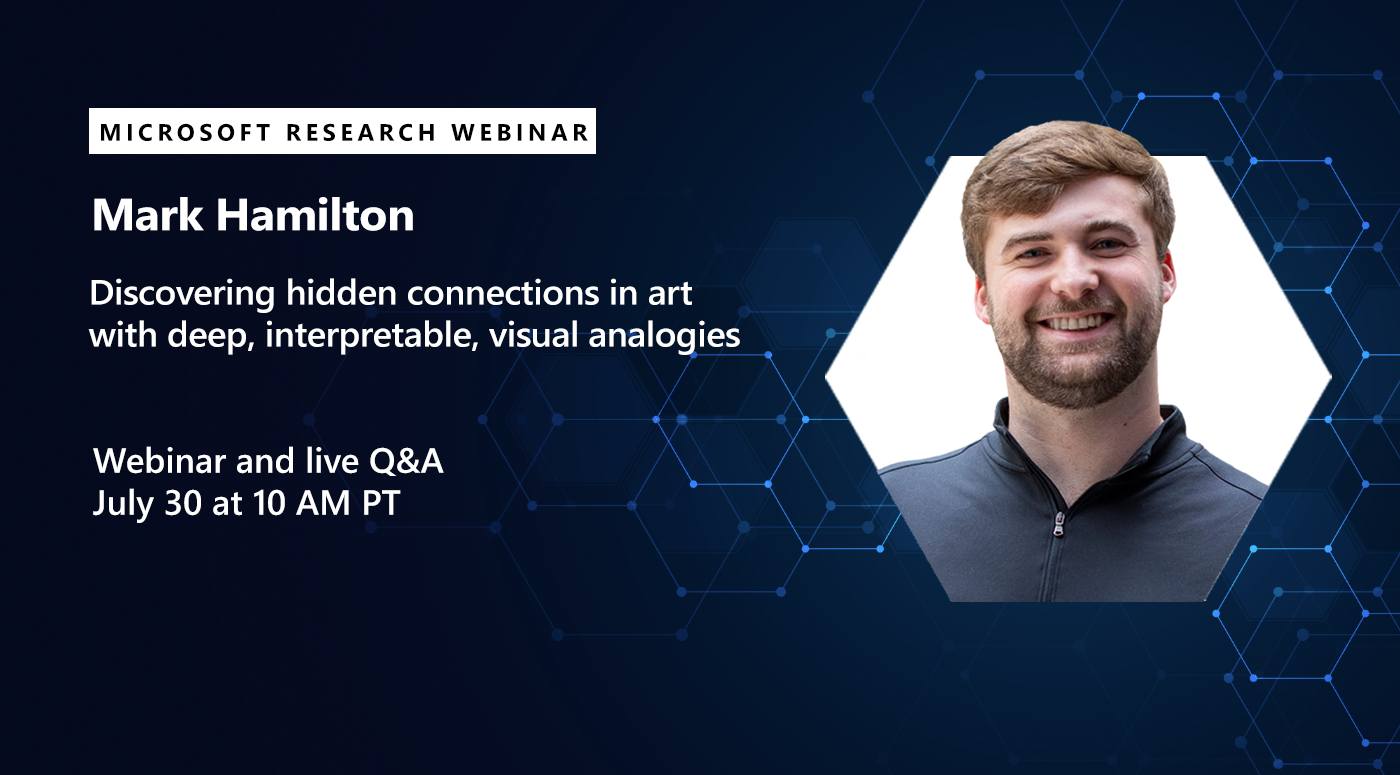 MICROSOFT RESEARCH WEBINAR
Mark Hamilton
Discovering hidden connections in art
with deep, interpretable, visual analogies
Webinar and live Q&A
July 30 at 10 AM PT